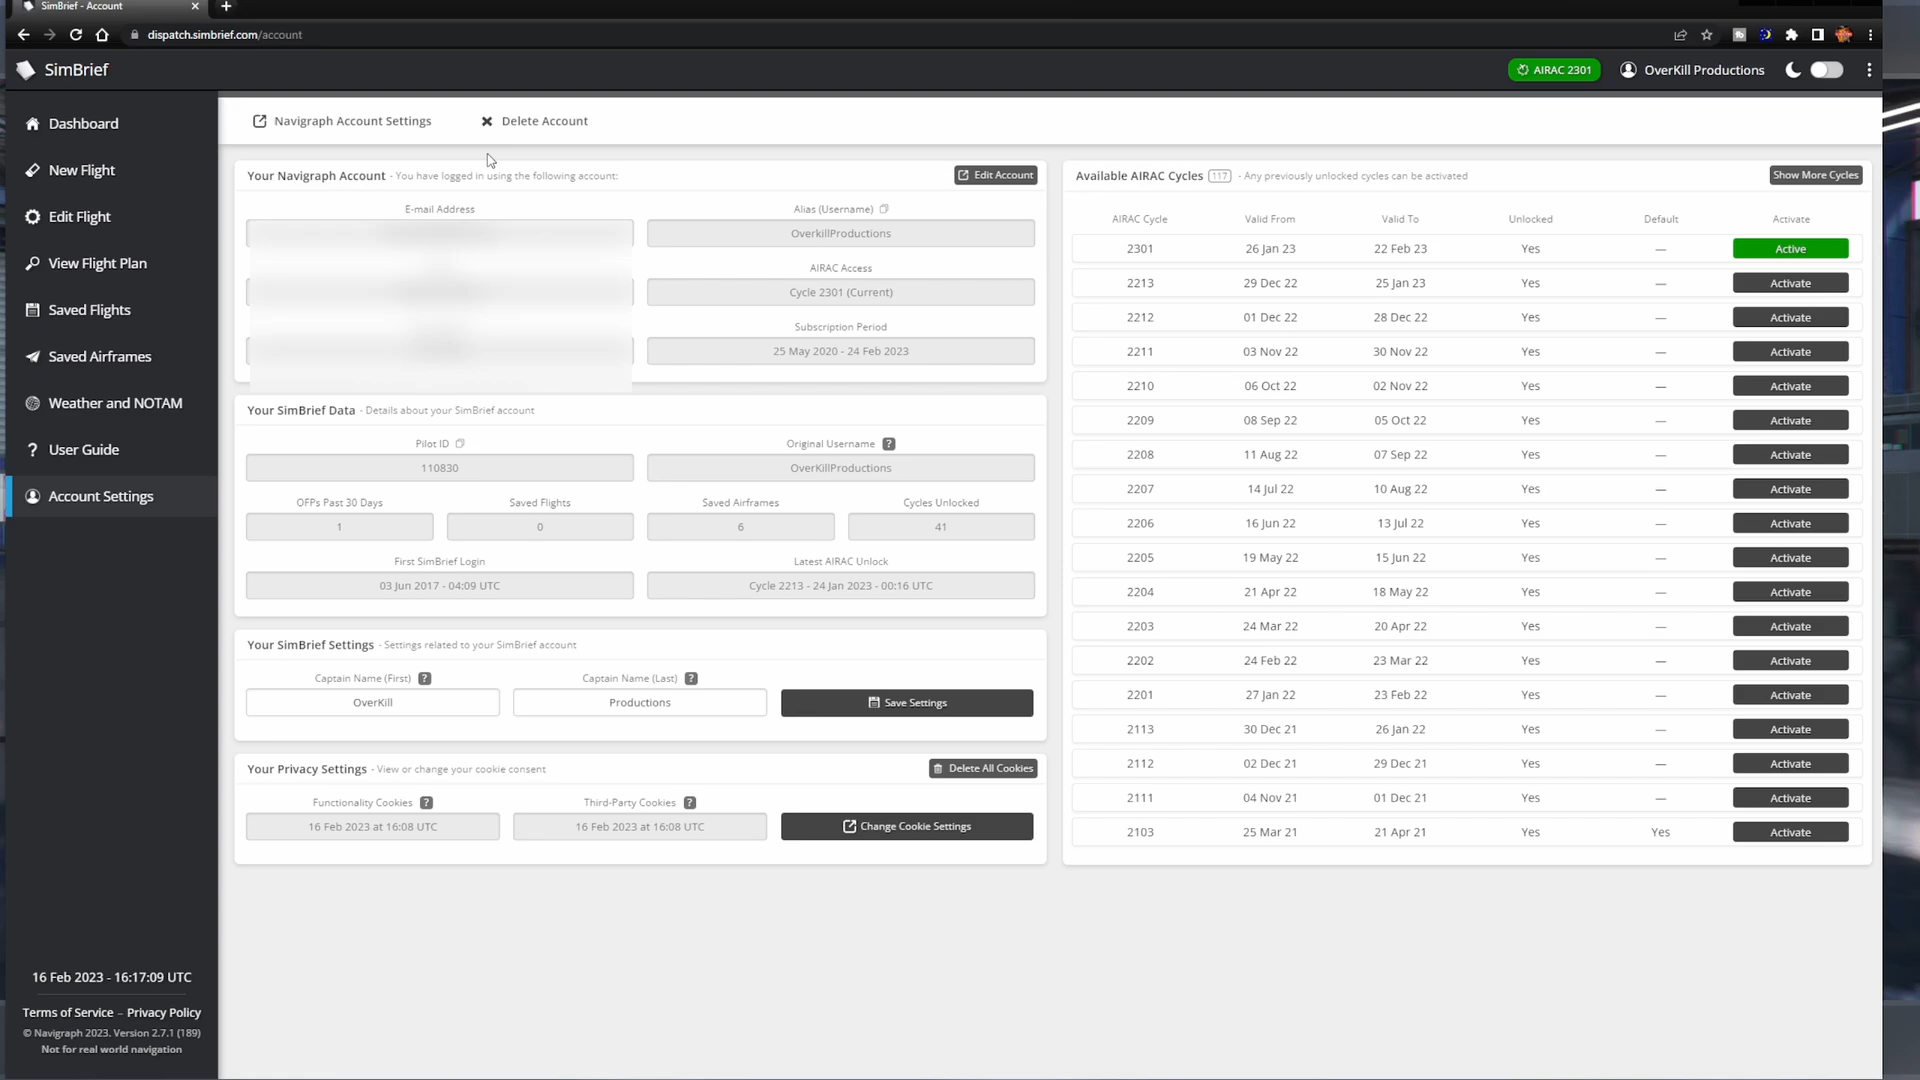 SimBrief - Account
dispatch.simbrief.com/account
SimBrief
AIRAC 2301
OverKill Productions
Dashboard
New Flight
Edit Flight
View Flight Plan
Saved Flights
Saved Airframes
Weather and NOTAM
User Guide
Account Settings
16 Feb 2023 - 16:17:09 UTC
Terms of Service – Privacy Policy
© Navigraph 2023. Version 2.7.1 (189)
Not for real world navigation
Navigraph Account Settings
Delete Account
Your Navigraph Account - You have logged in using the following account:
Edit Account
E-mail Address
Alias (Username)
OverkillProductions
AIRAC Access
Cycle 2301 (Current)
Subscription Period
25 May 2020 - 24 Feb 2023
Your SimBrief Data - Details about your SimBrief account
Pilot ID
Original Username ?
110830
OverKillProductions
OFPs Past 30 Days
Saved Flights
Saved Airframes
Cycles Unlocked
1
0
6
41
First SimBrief Login
Latest AIRAC Unlock
03 Jun 2017 - 04:09 UTC
Cycle 2213 - 24 Jan 2023 - 00:16 UTC
Your SimBrief Settings - Settings related to your SimBrief account
Captain Name (First) ?
Captain Name (Last) ?
OverKill
Productions
Save Settings
Your Privacy Settings - View or change your cookie consent
Delete All Cookies
Functionality Cookies ?
Third-Party Cookies ?
16 Feb 2023 at 16:08 UTC
16 Feb 2023 at 16:08 UTC
Change Cookie Settings
Available AIRAC Cycles 117 - Any previously unlocked cycles can be activated
Show More Cycles
AIRAC Cycle Valid From Valid To Unlocked Default Activate
2301 26 Jan 23 22 Feb 23 Yes — Active
2213 29 Dec 22 25 Jan 23 Yes — Activate
2212 01 Dec 22 28 Dec 22 Yes — Activate
2211 03 Nov 22 30 Nov 22 Yes — Activate
2210 06 Oct 22 02 Nov 22 Yes — Activate
2209 08 Sep 22 05 Oct 22 Yes — Activate
2208 11 Aug 22 07 Sep 22 Yes — Activate
2207 14 Jul 22 10 Aug 22 Yes — Activate
2206 16 Jun 22 13 Jul 22 Yes — Activate
2205 19 May 22 15 Jun 22 Yes — Activate
2204 21 Apr 22 18 May 22 Yes — Activate
2203 24 Mar 22 20 Apr 22 Yes — Activate
2202 24 Feb 22 23 Mar 22 Yes — Activate
2201 27 Jan 22 23 Feb 22 Yes — Activate
2113 30 Dec 21 26 Jan 22 Yes — Activate
2112 02 Dec 21 29 Dec 21 Yes — Activate
2111 04 Nov 21 01 Dec 21 Yes — Activate
2103 25 Mar 21 21 Apr 21 Yes Yes Activate